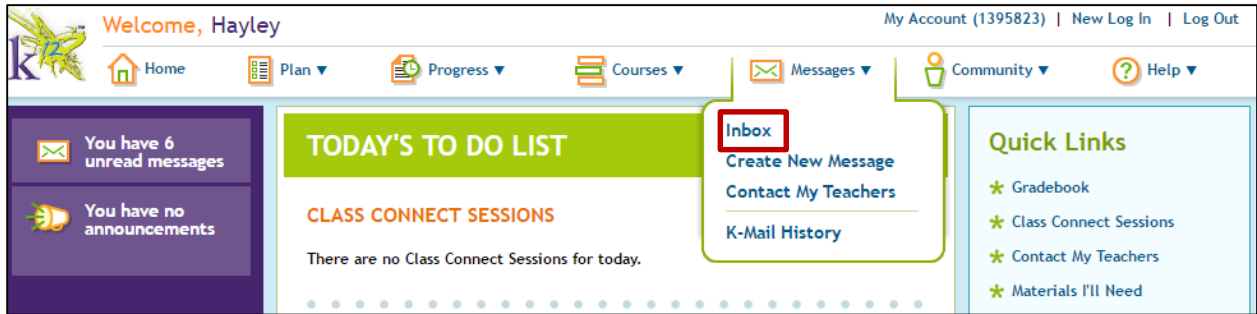 k12
Welcome, Hayley
My Account (1395823) | New Log In | Log Out
Home
Plan ▼
Progress ▼
Courses ▼
Messages ▼
Community ▼
? Help ▼
You have 6
unread messages
You have no
announcements
TODAY'S TO DO LIST
CLASS CONNECT SESSIONS
There are no Class Connect Sessions for today.
Inbox
Create New Message
Contact My Teachers
K-Mail History
Quick Links
Gradebook
Class Connect Sessions
Contact My Teachers
Materials I'll Need